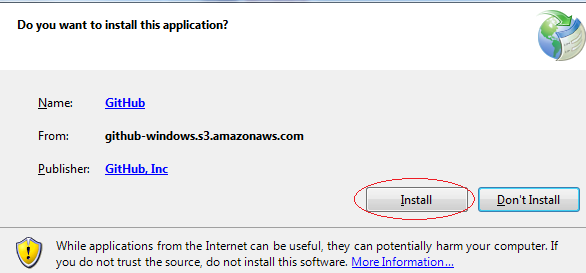 Do you want to install this application?
Name: GitHub
From: github-windows.s3.amazonaws.com
Publisher: GitHub, Inc
Install Don't Install
While applications from the Internet can be useful, they can potentially harm your computer. If
you do not trust the source, do not install this software. More Information...